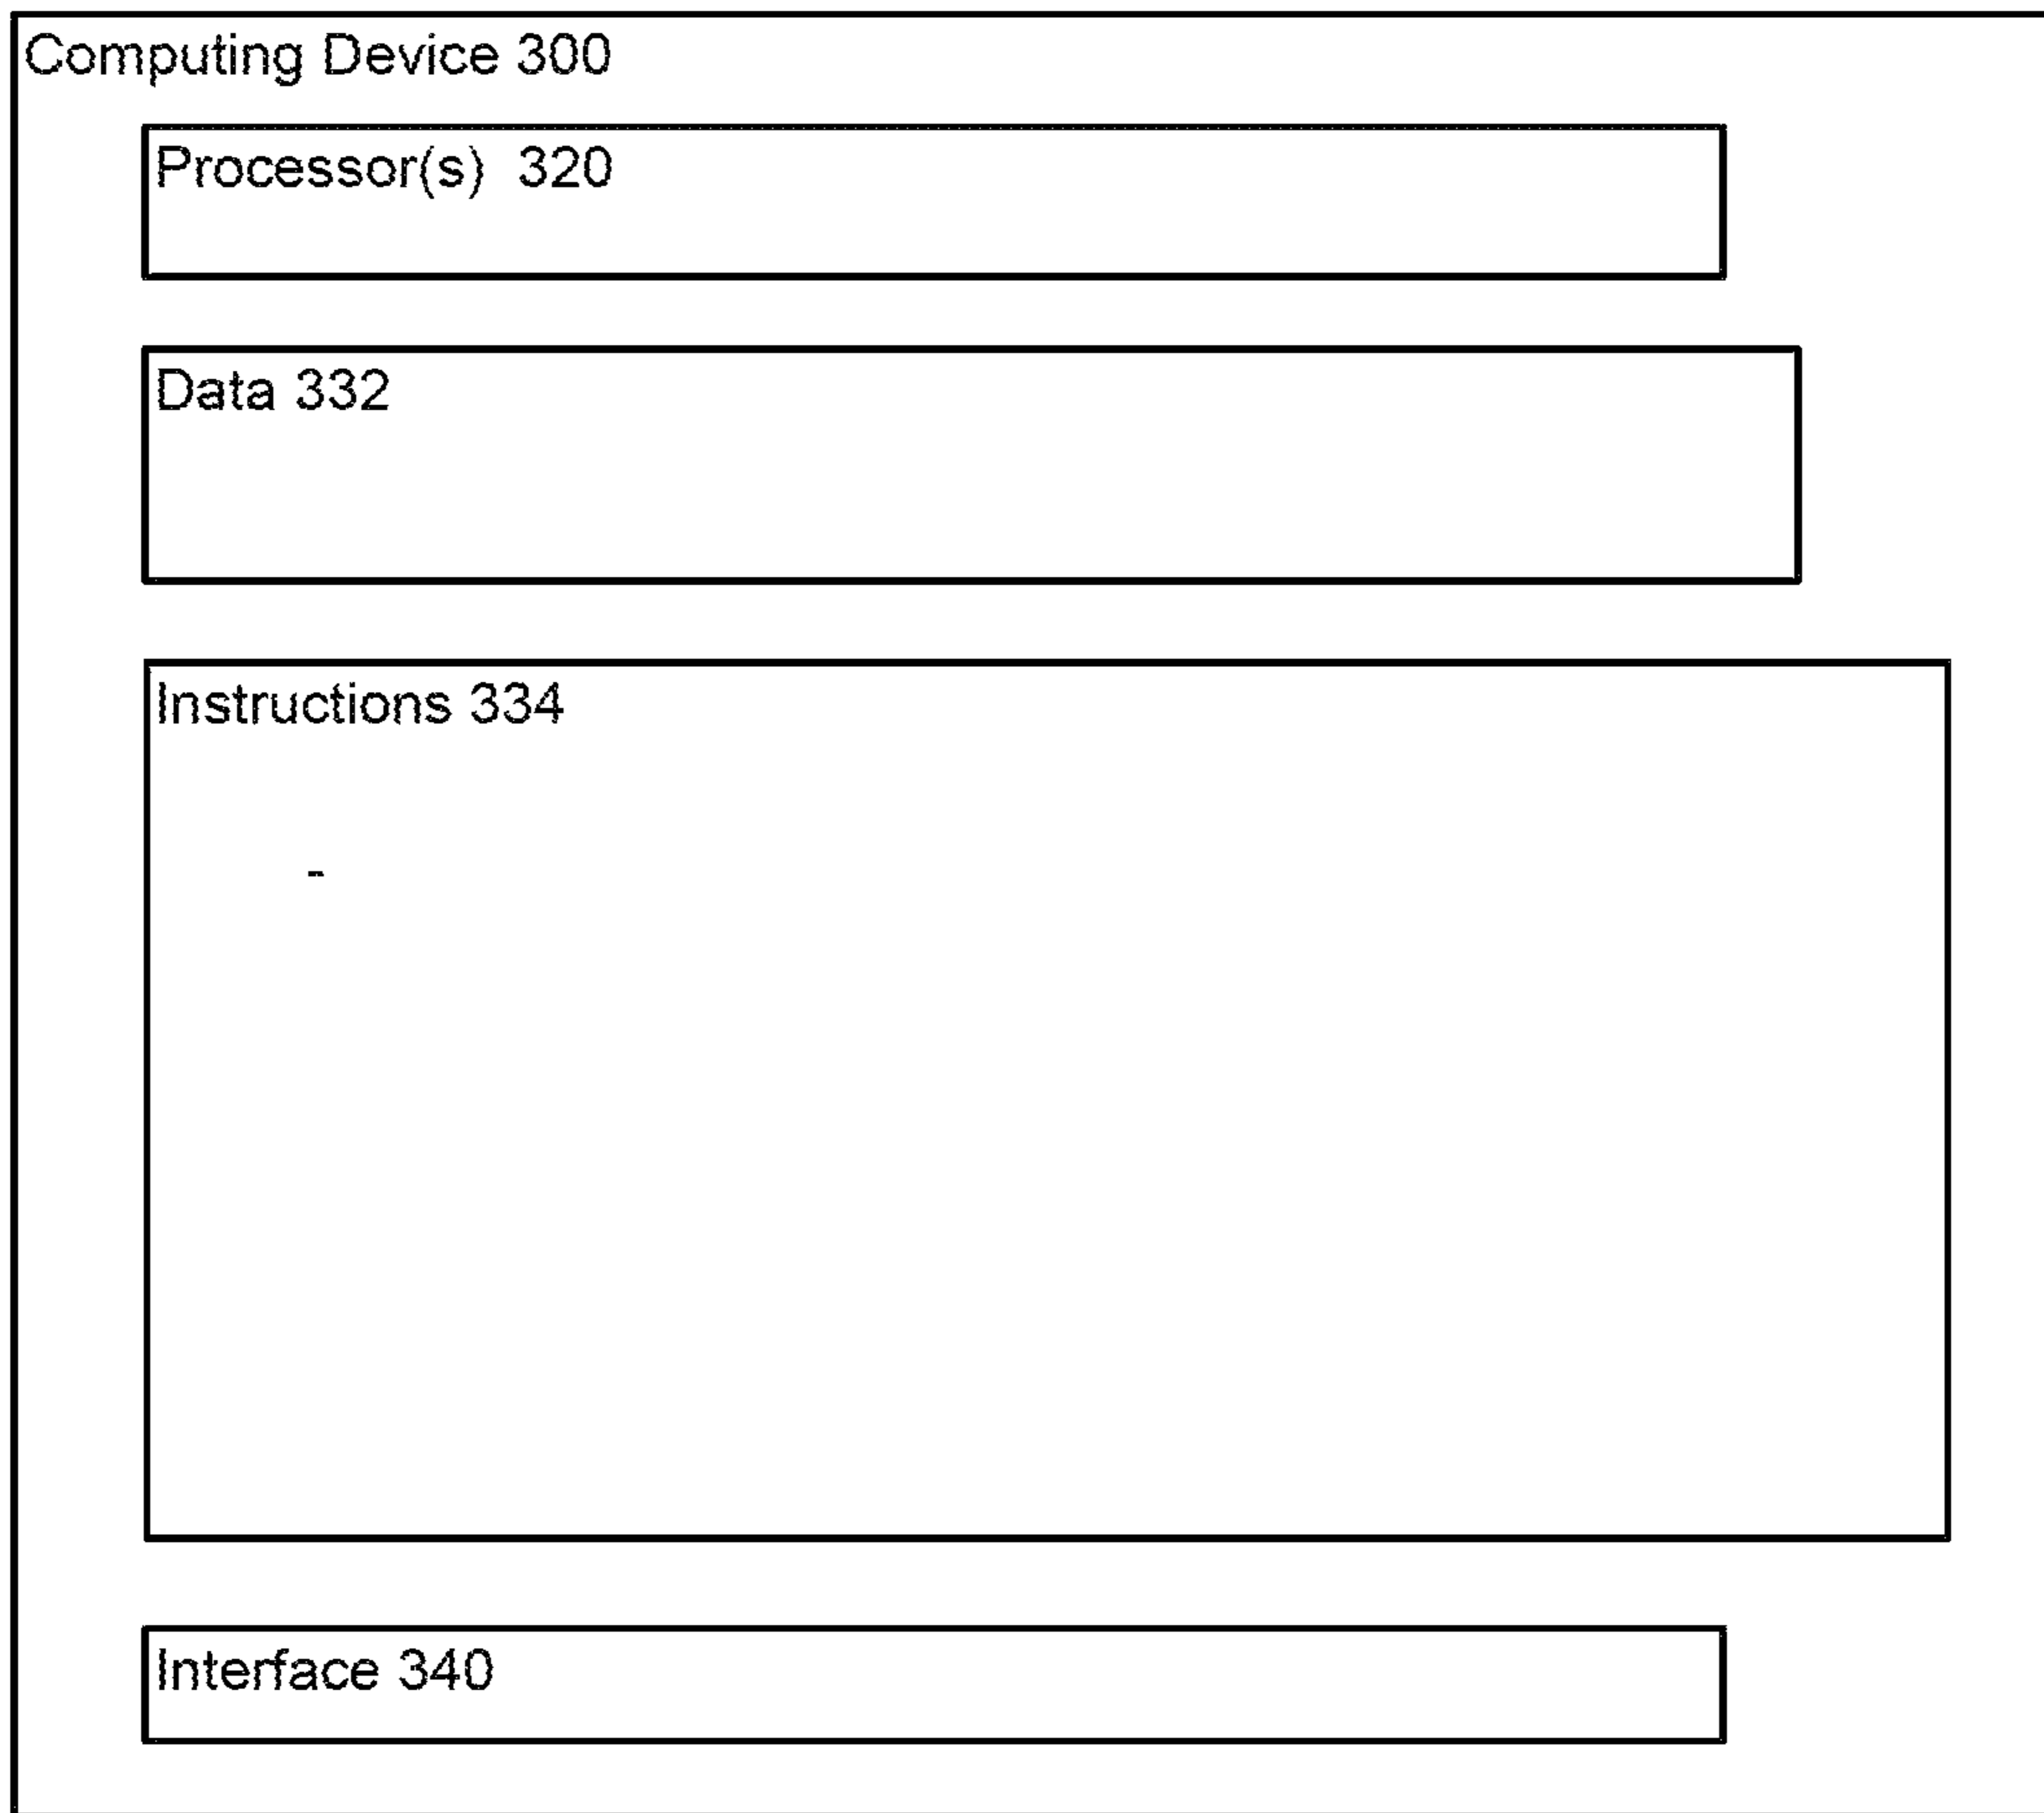 Computing Device 300
Processor(s) 320
Data 332
Instructions 334
-
Interface 340